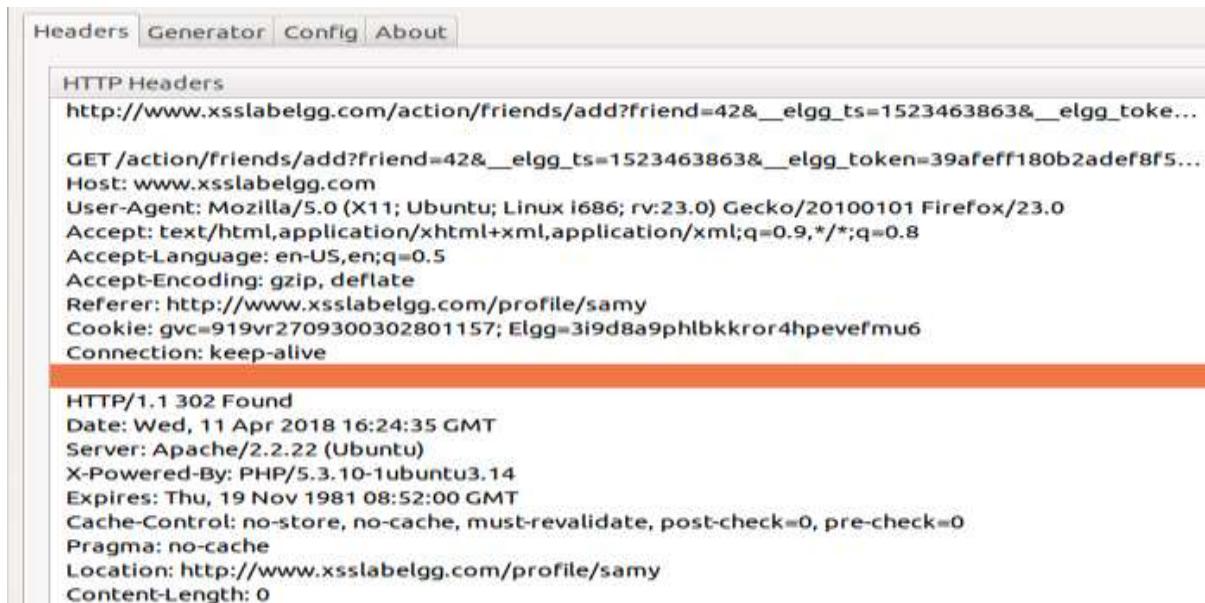 Headers Generator Config About
HTTP Headers
http://www.xsslabelgg.com/action/friends/add?friend=42&__elgg_ts=1523463863&__elgg_toke...
GET /action/friends/add?friend=42&__elgg_ts=1523463863&__elgg_token=39afeff180b2adef8f5...
Host: www.xsslabelgg.com
User-Agent: Mozilla/5.0 (X11; Ubuntu; Linux i686; rv:23.0) Gecko/20100101 Firefox/23.0
Accept: text/html,application/xhtml+xml,application/xml;q=0.9,*/*;q=0.8
Accept-Language: en-US,en;q=0.5
Accept-Encoding: gzip, deflate
Referer: http://www.xsslabelgg.com/profile/samy
Cookie: gvc=919vr2709300302801157; Elgg=3i9d8a9phlbkkror4hpevefmu6
Connection: keep-alive
HTTP/1.1 302 Found
Date: Wed, 11 Apr 2018 16:24:35 GMT
Server: Apache/2.2.22 (Ubuntu)
X-Powered-By: PHP/5.3.10-1ubuntu3.14
Expires: Thu, 19 Nov 1981 08:52:00 GMT
Cache-Control: no-store, no-cache, must-revalidate, post-check=0, pre-check=0
Pragma: no-cache
Location: http://www.xsslabelgg.com/profile/samy
Content-Length: 0